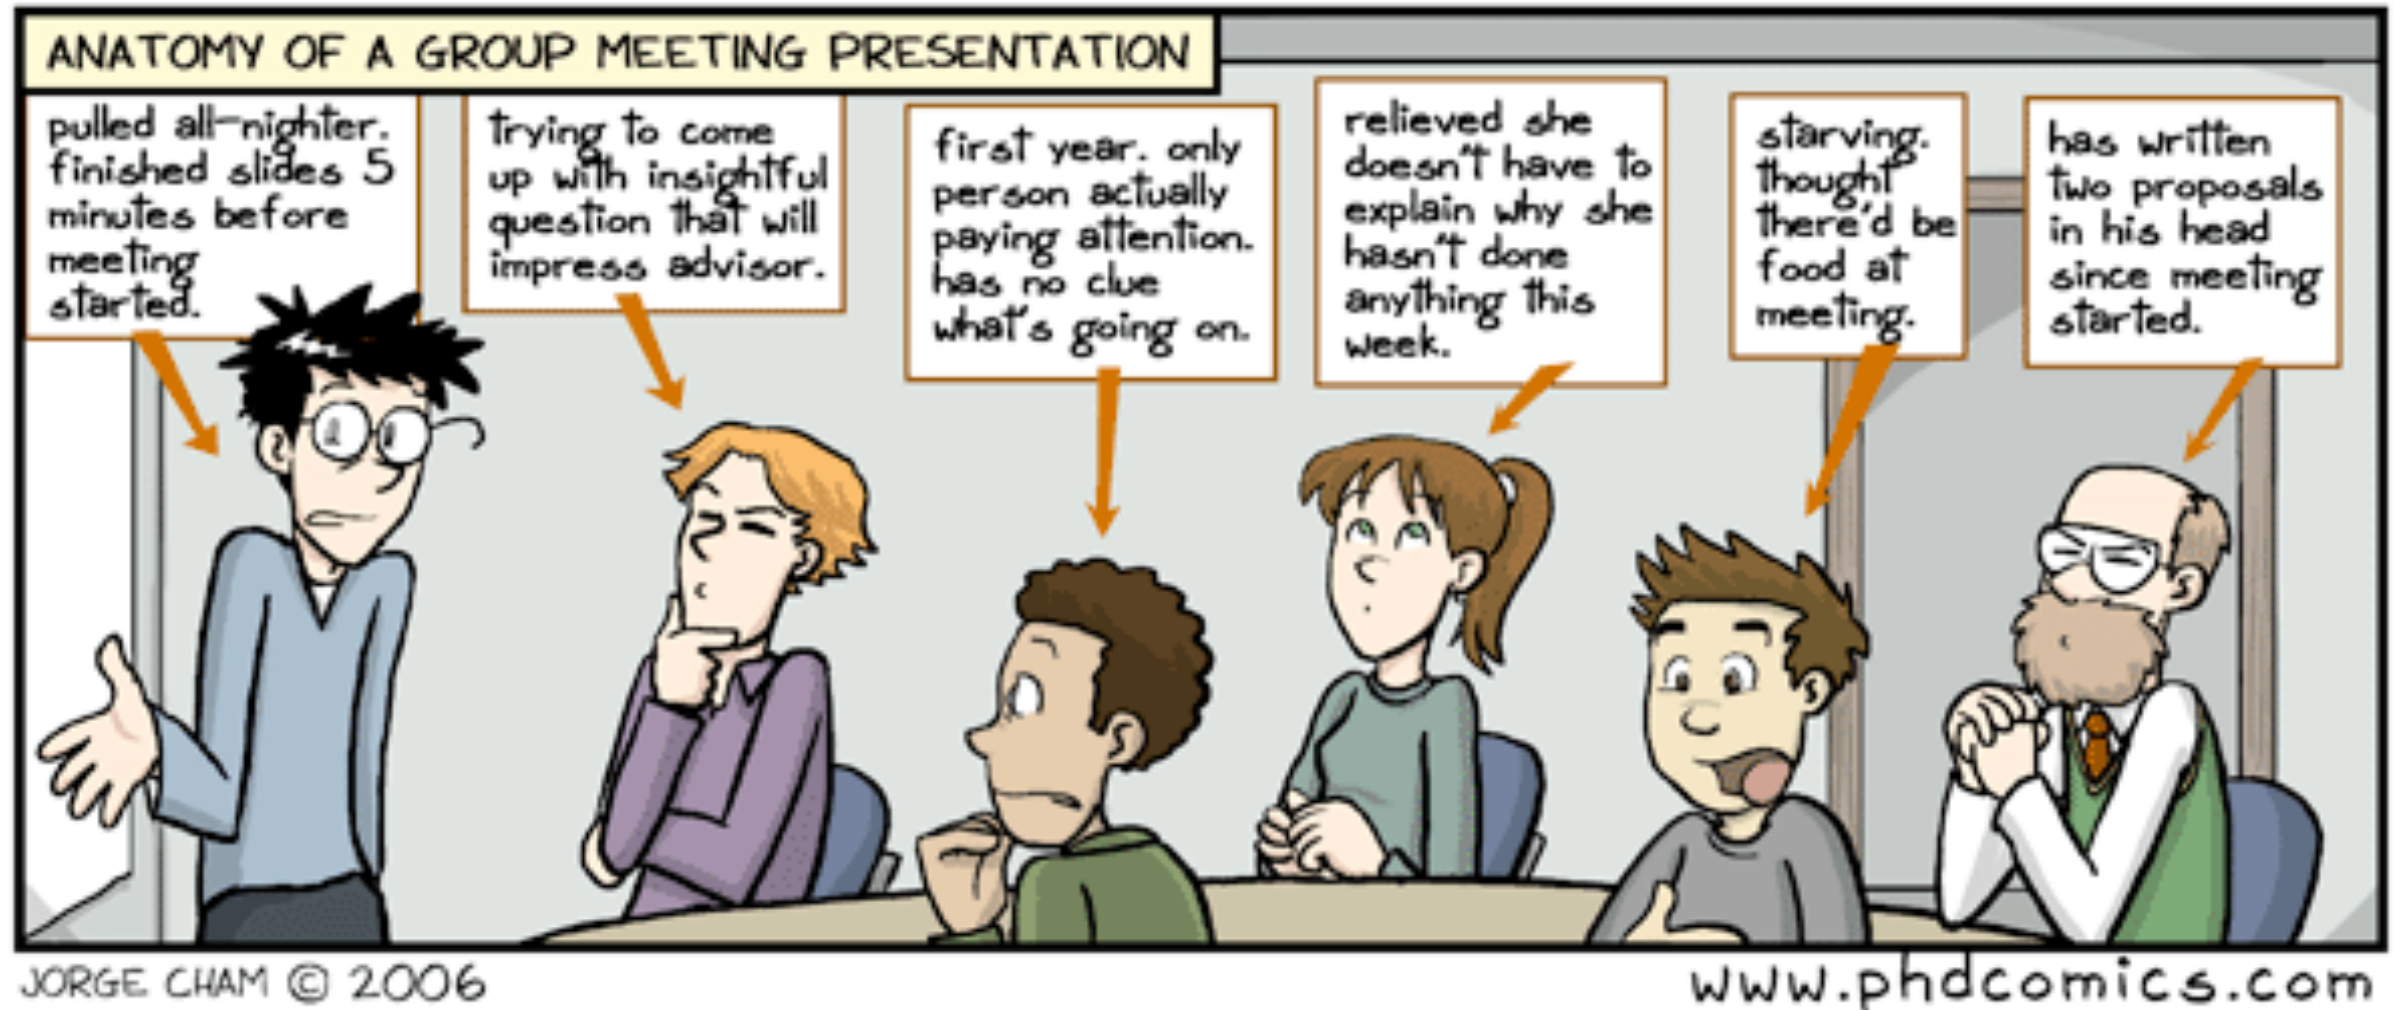 ANATOMY OF A GROUP MEETING PRESENTATION
pulled all-nighter.
finished slides 5
minutes before
meeting
started.
trying to come
up with insightful
question that will
impress advisor.
first year. only
person actually
paying attention.
has no clue
what's going on.
relieved she
doesn't have to
explain why she
hasn't done
anything this
week.
starving.
thought
there'd be
food at
meeting.
has written
two proposals
in his head
since meeting
started.
JORGE CHAM © 2006
www.phdcomics.com